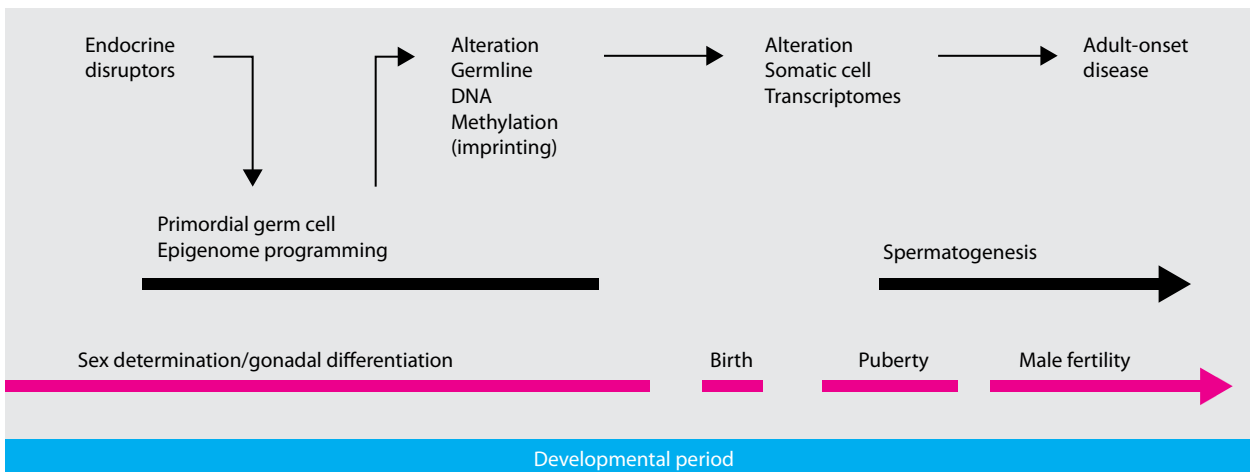 Endocrine
disruptors
Alteration
Germline
DNA
Methylation
(imprinting)
Alteration
Somatic cell
Transcriptomes
Adult-onset
disease
Primordial germ cell
Epigenome programming
Spermatogenesis
Sex determination/gonadal differentiation
Birth
Puberty
Male fertility
Developmental period